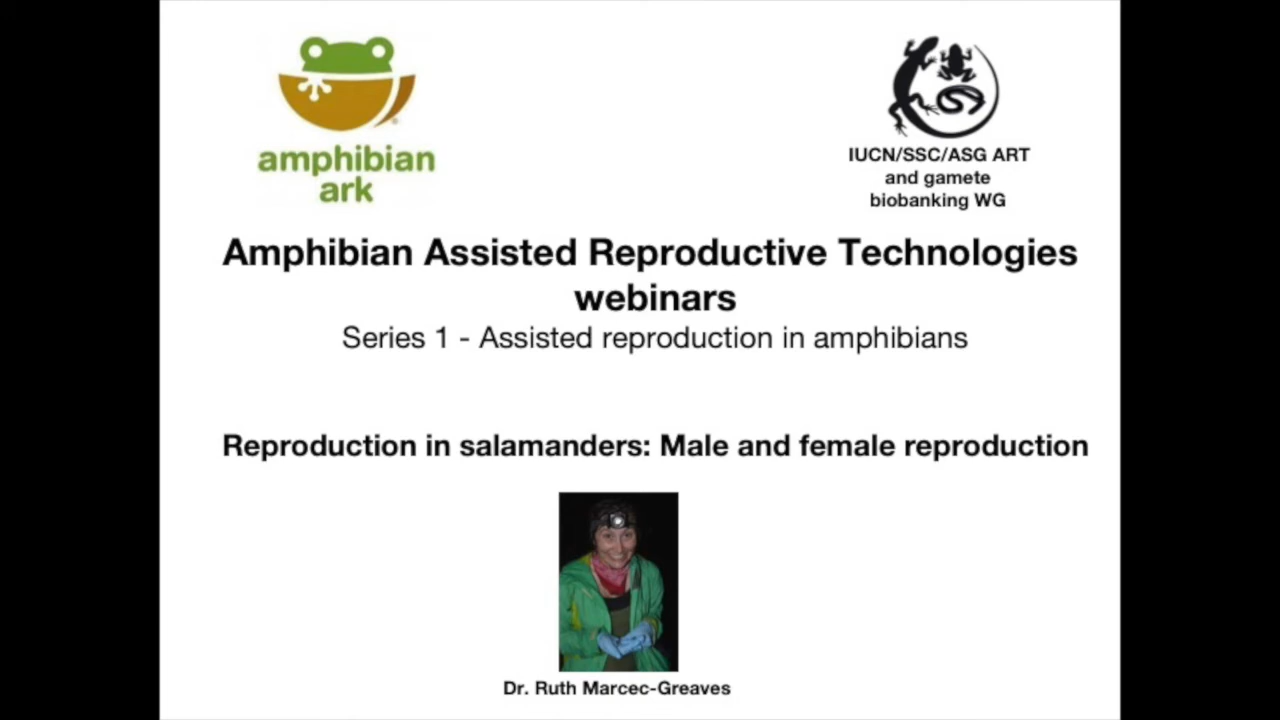 amphibian
ark
IUCN/SSC/ASG ART
and gamete
biobanking WG
Amphibian Assisted Reproductive Technologies
webinars
Series 1 - Assisted reproduction in amphibians
Reproduction in salamanders: Male and female reproduction
Dr. Ruth Marcec-Greaves